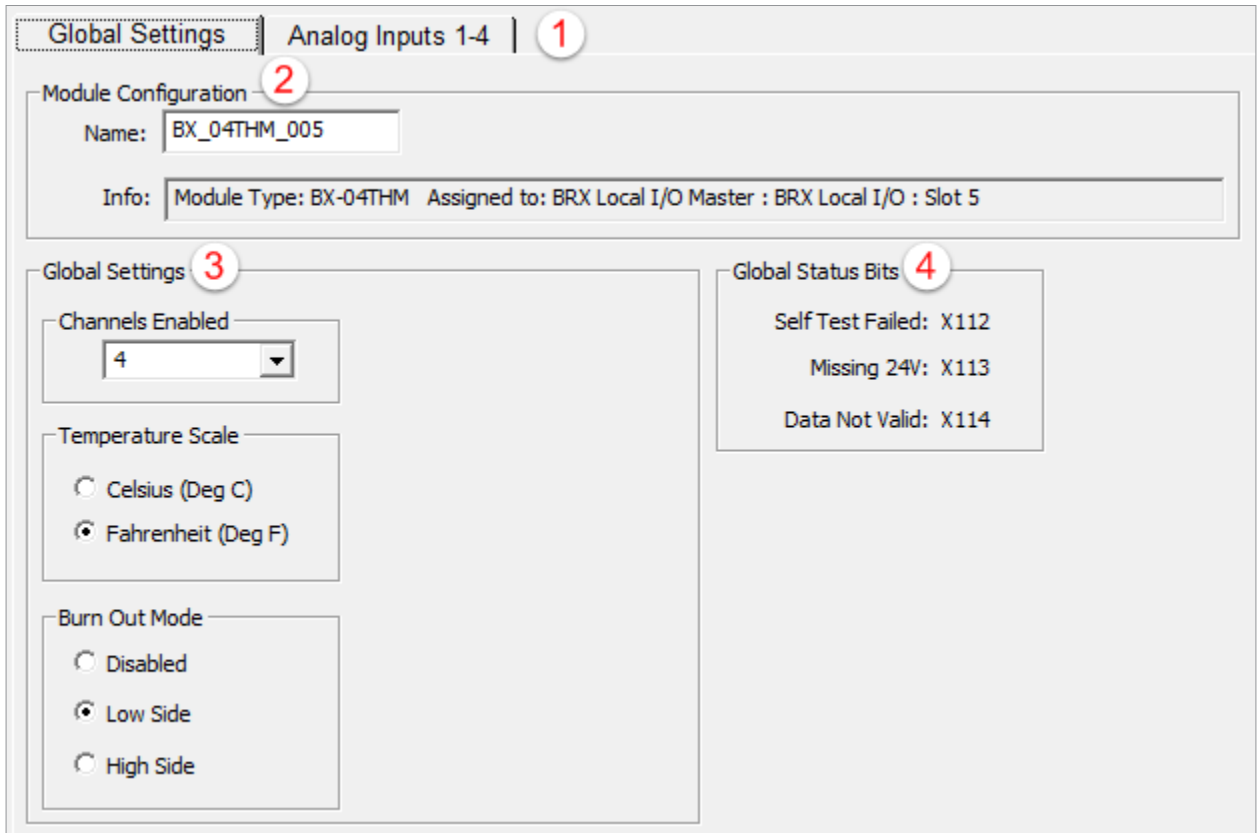 Global Settings Analog Inputs 1-4 1
Module Configuration 2
Name: BX_04THM_005
Info: Module Type: BX-04THM Assigned to: BRX Local I/O Master : BRX Local I/O : Slot 5
Global Settings 3
Channels Enabled
4
Temperature Scale
Celsius (Deg C)
Fahrenheit (Deg F)
Burn Out Mode
Disabled
Low Side
High Side
Global Status Bits 4
Self Test Failed: X112
Missing 24V: X113
Data Not Valid: X114